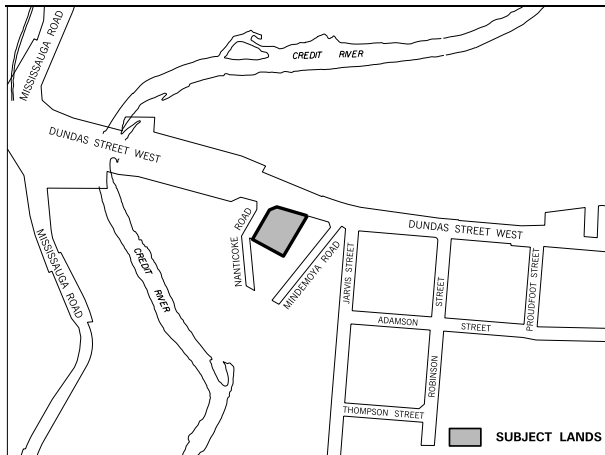 MISSISSAUGA ROAD
CREDIT RIVER
DUNDAS STREET WEST
NANTICOKE ROAD
MINDEMOYA ROAD
DUNDAS STREET WEST
MISSISSAUGA ROAD
CREDIT RIVER
JARVIS STREET
STREET
PROUDFOOT STREET
ADAMSON STREET
ROBINSON
THOMPSON STREET
SUBJECT LANDS